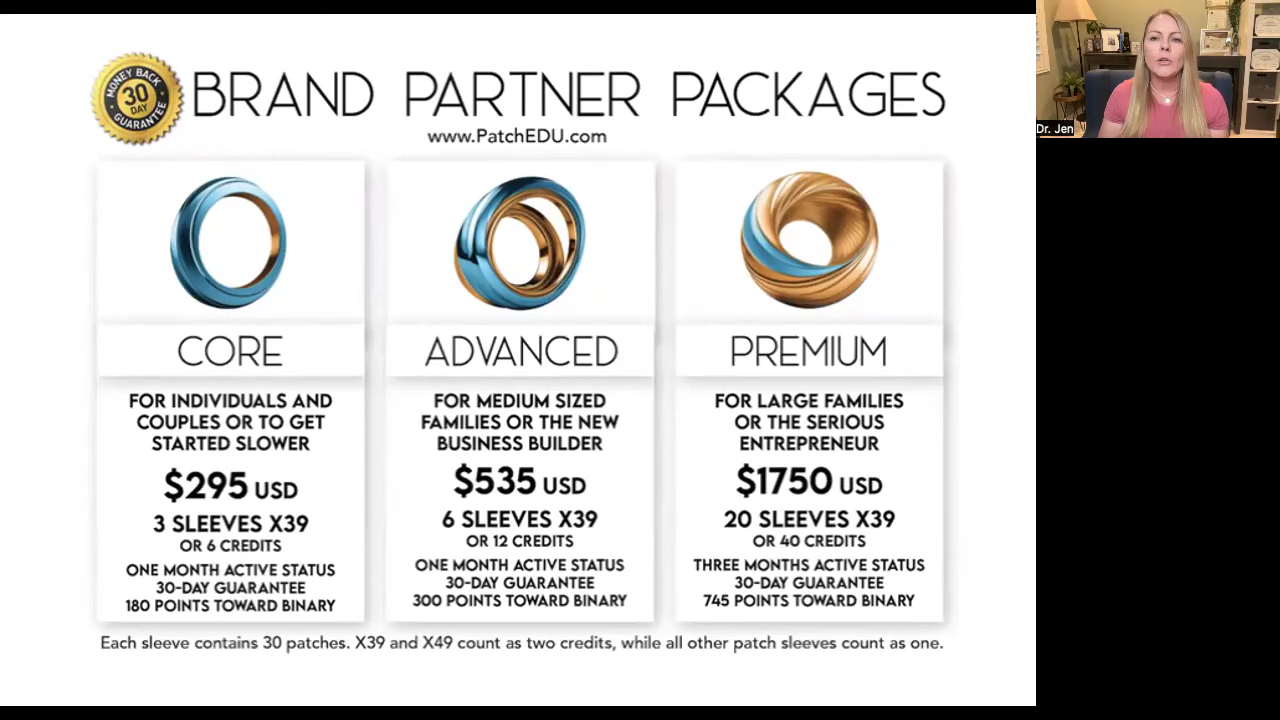 MONEY BACK
30
DAY
GUARANTEE
BRAND PARTNER PACKAGES
www.PatchEDU.com
Dr. Jen
CORE
FOR INDIVIDUALS AND
COUPLES OR TO GET
STARTED SLOWER
$295 USD
3 SLEEVES X39
OR 6 CREDITS
ONE MONTH ACTIVE STATUS
30-DAY GUARANTEE
180 POINTS TOWARD BINARY
ADVANCED
FOR MEDIUM SIZED
FAMILIES OR THE NEW
BUSINESS BUILDER
$535 USD
6 SLEEVES X39
OR 12 CREDITS
ONE MONTH ACTIVE STATUS
30-DAY GUARANTEE
300 POINTS TOWARD BINARY
PREMIUM
FOR LARGE FAMILIES
OR THE SERIOUS
ENTREPRENEUR
$1750 USD
20 SLEEVES X39
OR 40 CREDITS
THREE MONTHS ACTIVE STATUS
30-DAY GUARANTEE
745 POINTS TOWARD BINARY
Each sleeve contains 30 patches. X39 and X49 count as two credits, while all other patch sleeves count as one.